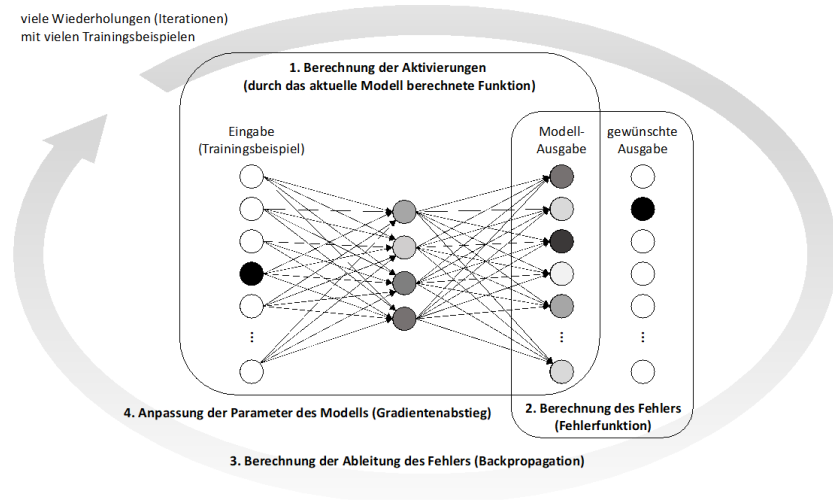 viele Wiederholungen (Iterationen)
mit vielen Trainingsbeispielen
1. Berechnung der Aktivierungen
(durch das aktuelle Modell berechnete Funktion)
Eingabe
(Trainingsbeispiel)
Modell-
Ausgabe
gewünschte
Ausgabe
2. Berechnung des Fehlers
(Fehlerfunktion)
4. Anpassung der Parameter des Modells (Gradientenabstieg)
3. Berechnung der Ableitung des Fehlers (Backpropagation)